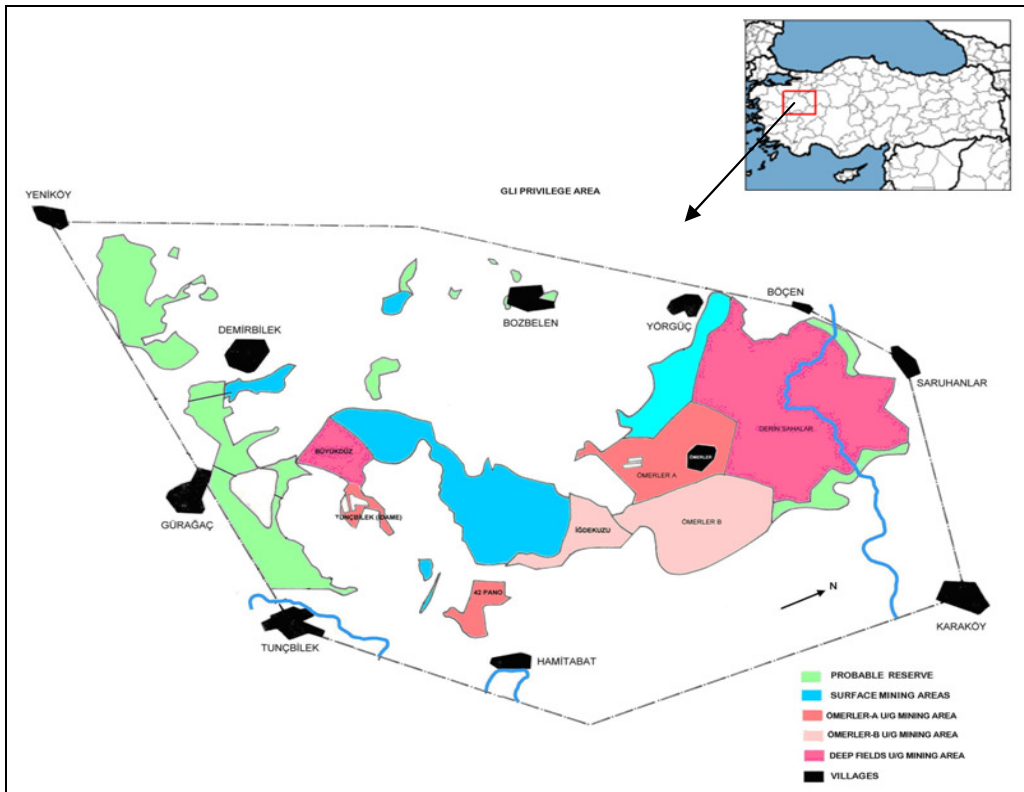 GLI PRIVILEGE AREA
YENİKÖY
BÖÇEN
YÖRGÜÇ
BOZBELEN
DEMİRBİLEK
SARUHANLAR
DERİN SAHALAR
BÜYÜKDÜZ
ÖMERLER
ÖMERLER A
TUNÇBİLEK (İDAME)
GÜRAĞAÇ
İĞDEKUZU
ÖMERLER B
42 PANO
N
KARAKÖY
TUNÇBİLEK
HAMİTABAT
PROBABLE RESERVE
SURFACE MINING AREAS
ÖMERLER-A U/G MINING AREA
ÖMERLER-B U/G MINING AREA
DEEP FIELDS U/G MINING AREA
VILLAGES